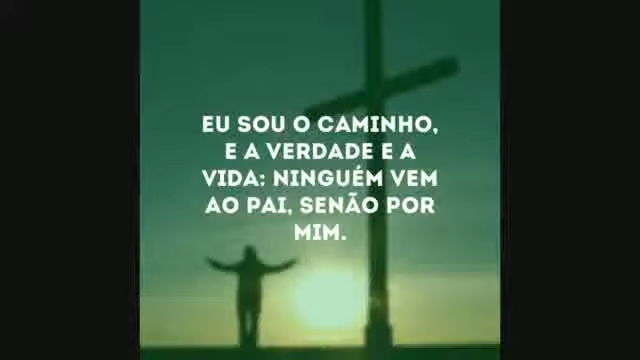 EU SOU O CAMINHO,
E A VERDADE E A
VIDA: NINGUÉM VEM
AO PAI, SENÃO POR
MIM.